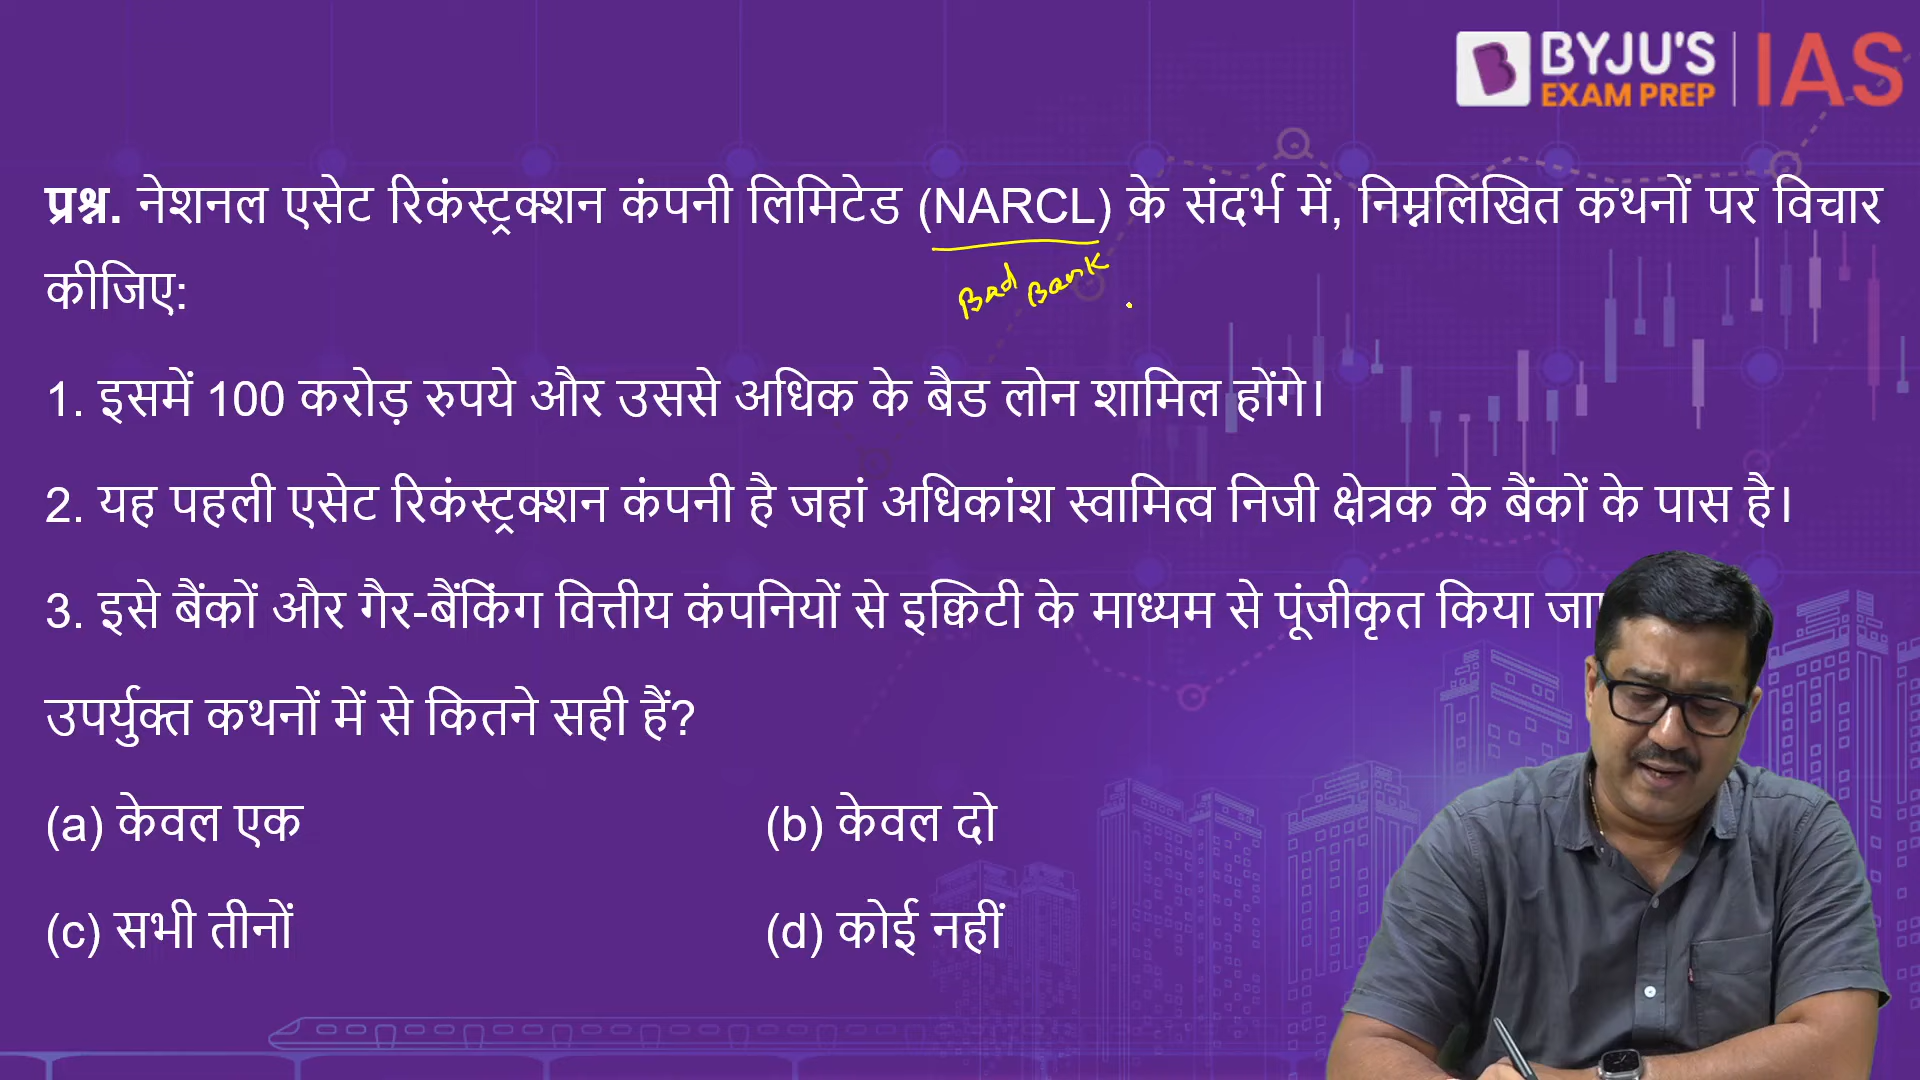 BYJU'S
EXAM PREP
IAS
प्रश्न. नेशनल एसेट रिकंस्ट्रक्शन कंपनी लिमिटेड (NARCL) के संदर्भ में, निम्नलिखित कथनों पर विचार
कीजिए:
Bad Bank
1. इसमें 100 करोड़ रुपये और उससे अधिक के बैड लोन शामिल होंगे।
2. यह पहली एसेट रिकंस्ट्रक्शन कंपनी है जहां अधिकांश स्वामित्व निजी क्षेत्रक के बैंकों के पास है।
3. इसे बैंकों और गैर-बैंकिंग वित्तीय कंपनियों से इक्विटी के माध्यम से पूंजीकृत किया
उपर्युक्त कथनों में से कितने सही हैं?
(a) केवल एक
(b) केवल दो
(c) सभी तीनों
(d) कोई नहीं